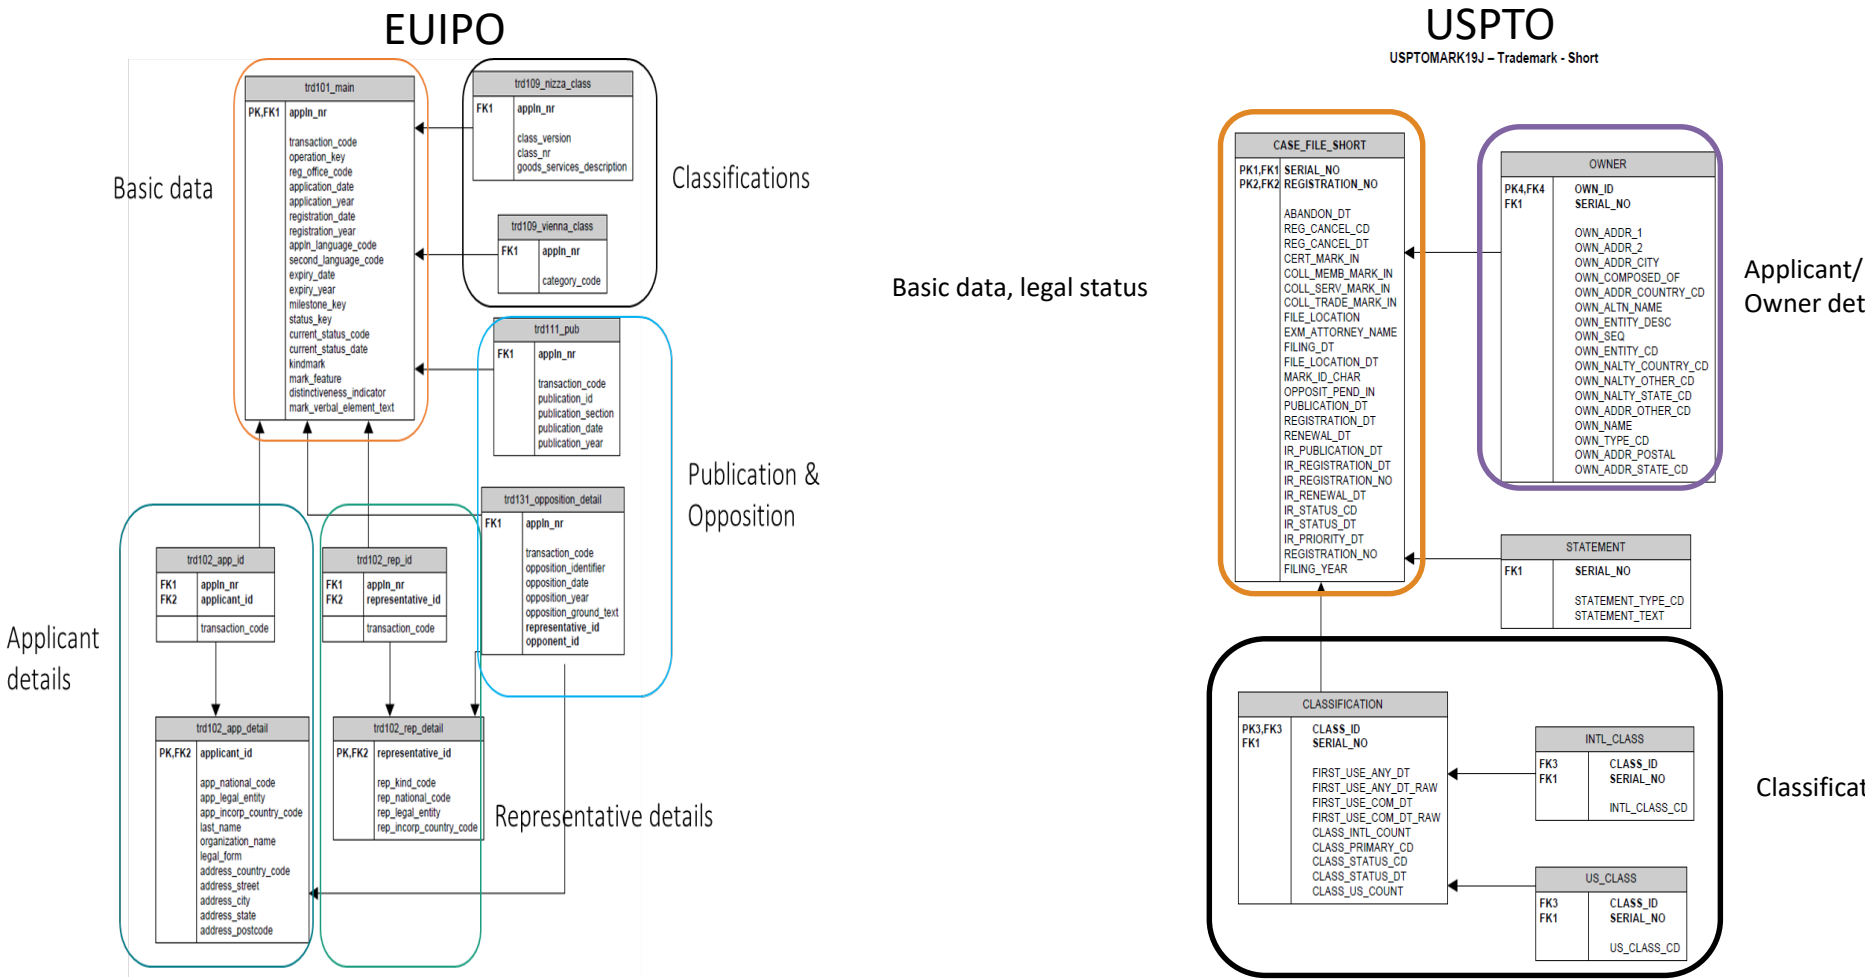 EUIPO
trd101_main
PK,FK1 appln_nr
transaction_code
operation_key
reg_office_code
application_date
application_year
registration_date
registration_year
appln_language_code
second_language_code
expiry_date
expiry_year
milestone_key
status_key
current_status_code
current_status_date
kindmark
mark_feature
distinctiveness_indicator
mark_verbal_element_text
Basic data
trd109_nizza_class
FK1 appln_nr
class_version
class_nr
goods_services_description
trd109_vienna_class
FK1 appln_nr
category_code
Classifications
trd111_pub
FK1 appln_nr
transaction_code
publication_id
publication_section
publication_date
publication_year
trd131_opposition_detail
FK1 appln_nr
transaction_code
opposition_identifier
opposition_date
opposition_year
opposition_ground_text
representative_id
opponent_id
Publication &
Opposition
trd102_app_id
FK1 appln_nr
FK2 applicant_id
transaction_code
trd102_rep_id
FK1 appln_nr
FK2 representative_id
transaction_code
Applicant
details
trd102_app_detail
PK,FK2 applicant_id
app_national_code
app_legal_entity
app_incorp_country_code
last_name
organization_name
legal_form
address_country_code
address_street
address_city
address_state
address_postcode
trd102_rep_detail
PK,FK2 representative_id
rep_kind_code
rep_national_code
rep_legal_entity
rep_incorp_country_code
Representative details
USPTO
USPTOMARK19J – Trademark - Short
Basic data, legal status
CASE_FILE_SHORT
PK1,FK1 SERIAL_NO
PK2,FK2 REGISTRATION_NO
ABANDON_DT
REG_CANCEL_CD
REG_CANCEL_DT
CERT_MARK_IN
COLL_MEMB_MARK_IN
COLL_SERV_MARK_IN
COLL_TRADE_MARK_IN
FILE_LOCATION
EXM_ATTORNEY_NAME
FILING_DT
FILE_LOCATION_DT
MARK_ID_CHAR
OPPOSIT_PEND_IN
PUBLICATION_DT
REGISTRATION_DT
RENEWAL_DT
IR_PUBLICATION_DT
IR_REGISTRATION_DT
IR_REGISTRATION_NO
IR_RENEWAL_DT
IR_STATUS_CD
IR_STATUS_DT
IR_PRIORITY_DT
REGISTRATION_NO
FILING_YEAR
OWNER
PK4,FK4 OWN_ID
FK1 SERIAL_NO
OWN_ADDR_1
OWN_ADDR_2
OWN_ADDR_CITY
OWN_COMPOSED_OF
OWN_ADDR_COUNTRY_CD
OWN_ALTN_NAME
OWN_ENTITY_DESC
OWN_SEQ
OWN_ENTITY_CD
OWN_NALTY_COUNTRY_CD
OWN_NALTY_OTHER_CD
OWN_NALTY_STATE_CD
OWN_ADDR_OTHER_CD
OWN_NAME
OWN_TYPE_CD
OWN_ADDR_POSTAL
OWN_ADDR_STATE_CD
Applicant/
Owner det
STATEMENT
FK1 SERIAL_NO
STATEMENT_TYPE_CD
STATEMENT_TEXT
CLASSIFICATION
PK3,FK3 CLASS_ID
FK1 SERIAL_NO
FIRST_USE_ANY_DT
FIRST_USE_ANY_DT_RAW
FIRST_USE_COM_DT
FIRST_USE_COM_DT_RAW
CLASS_INTL_COUNT
CLASS_PRIMARY_CD
CLASS_STATUS_CD
CLASS_STATUS_DT
CLASS_US_COUNT
INTL_CLASS
FK3 CLASS_ID
FK1 SERIAL_NO
INTL_CLASS_CD
US_CLASS
FK3 CLASS_ID
FK1 SERIAL_NO
US_CLASS_CD
Classificat